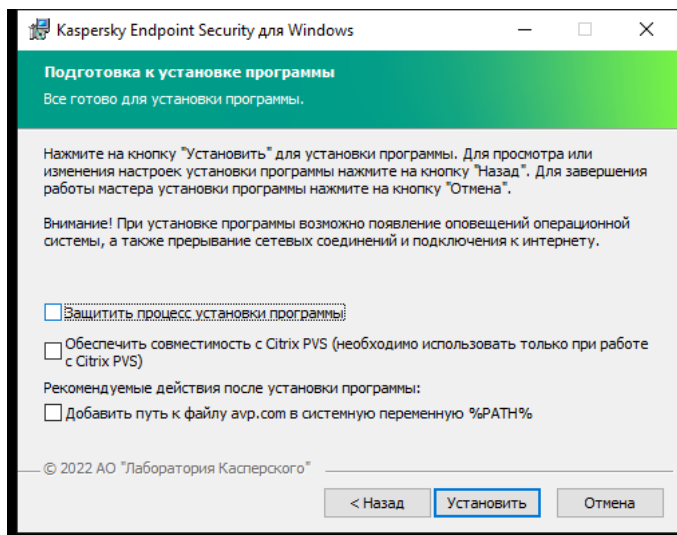 Kaspersky Endpoint Security для Windows
Подготовка к установке программы
Все готово для установки программы.
Нажмите на кнопку "Установить" для установки программы. Для просмотра или
изменения настроек установки программы нажмите на кнопку "Назад". Для завершения
работы мастера установки программы нажмите на кнопку "Отмена".
Внимание! При установке программы возможно появление оповещений операционной
системы, а также прерывание сетевых соединений и подключения к интернету.
Защитить процесс установки программы
Обеспечить совместимость с Citrix PVS (необходимо использовать только при работе
с Citrix PVS)
Рекомендуемые действия после установки программы:
Добавить путь к файлу avp.com в системную переменную %PATH%
© 2022 АО "Лаборатория Касперского"
< Назад
Установить
Отмена